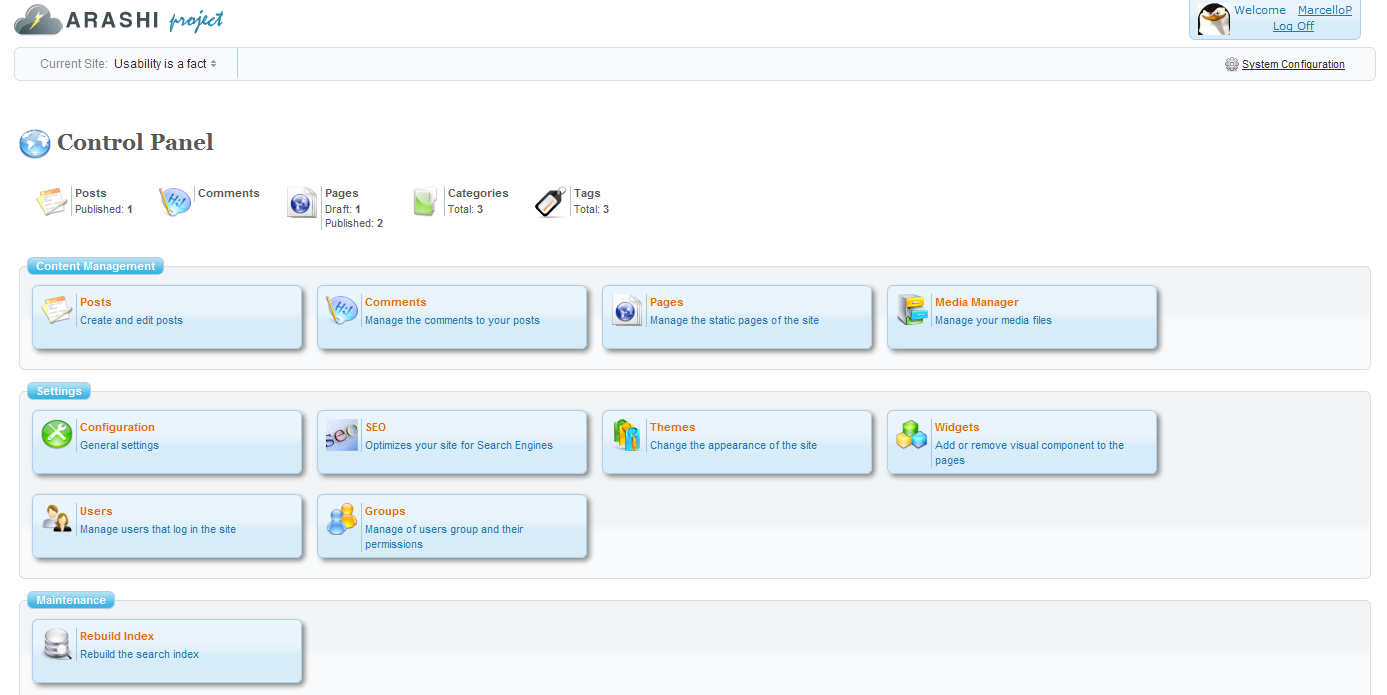 ARASHI project
Welcome MarcelloP
Log Off
Current Site: Usability is a fact
System Configuration
Control Panel
Posts
Published: 1
Comments
Pages
Draft: 1
Published: 2
Categories
Total: 3
Tags
Total: 3
Content Management
Posts
Create and edit posts
Hi!
Comments
Manage the comments to your posts
Pages
Manage the static pages of the site
Media Manager
Manage your media files
Settings
Configuration
General settings
SEO
SEO
Optimizes your site for Search Engines
Themes
Change the appearance of the site
Widgets
Add or remove visual component to the
pages
Users
Manage users that log in the site
Groups
Manage of users group and their
permissions
Maintenance
Rebuild Index
Rebuild the search index